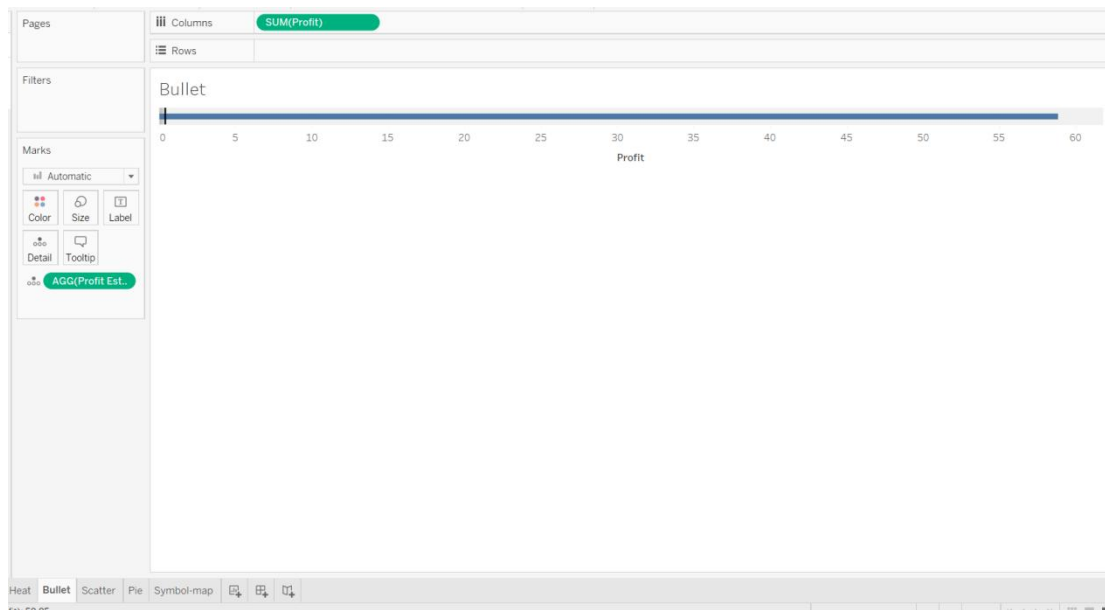 Pages
Columns SUM(Profit)
Rows
Filters
Bullet
0 5 10 15 20 25 30 35 40 45 50 55 60
Profit
Marks
Automatic
Color Size Label
Detail Tooltip
AGG(Profit Est..
Heat Bullet Scatter Pie Symbol-map